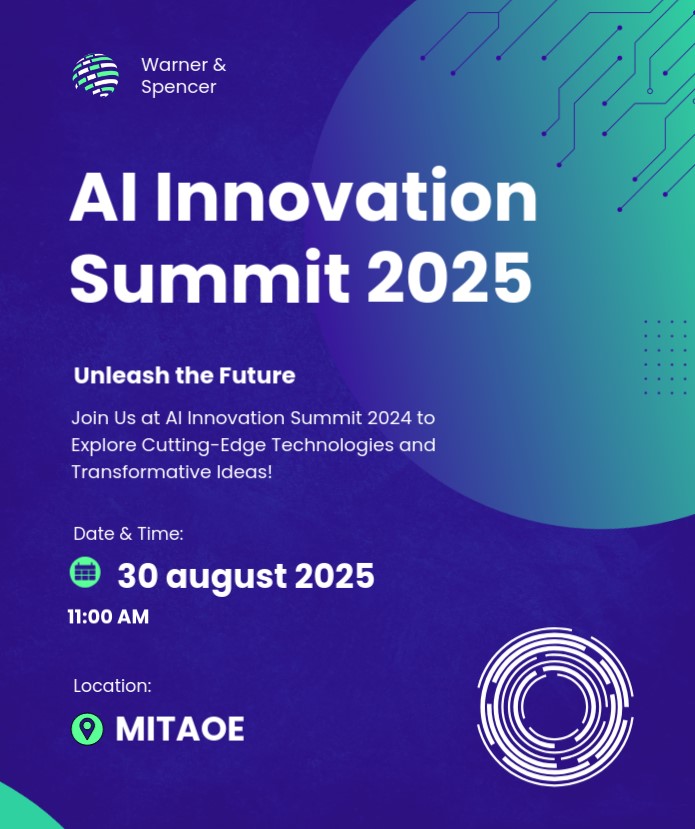 Warner &
Spencer
AI Innovation
Summit 2025
Unleash the Future
Join Us at AI Innovation Summit 2024 to
Explore Cutting-Edge Technologies and
Transformative Ideas!
Date & Time:
30 august 2025
11:00 AM
Location:
MITAOE